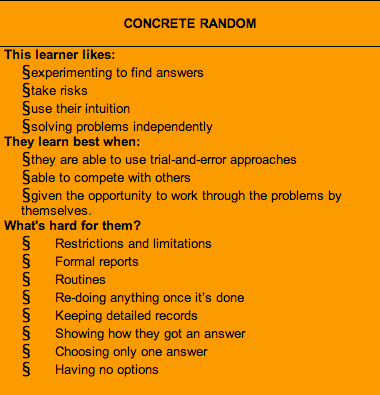 CONCRETE RANDOM
This learner likes:
§experimenting to find answers
§take risks
§use their intuition
§solving problems independently
They learn best when:
§they are able to use trial-and-error approaches
§able to compete with others
§given the opportunity to work through the problems by
themselves.
What's hard for them?
§ Restrictions and limitations
§ Formal reports
§ Routines
§ Re-doing anything once it's done
§ Keeping detailed records
§ Showing how they got an answer
§ Choosing only one answer
§ Having no options